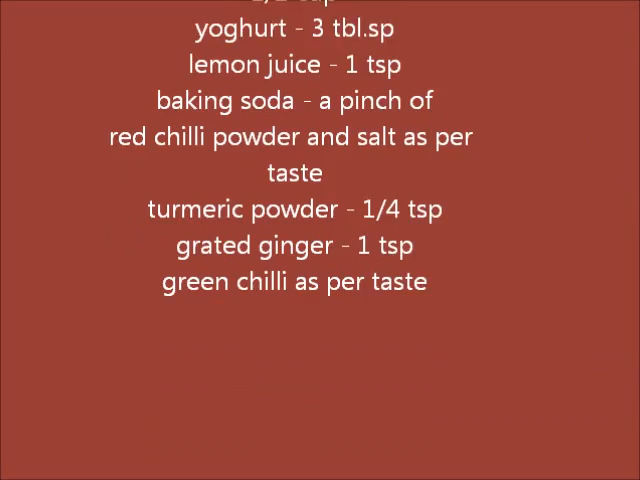 yoghurt - 3 tbl.sp
lemon juice - 1 tsp
baking soda - a pinch of
red chilli powder and salt as per
taste
turmeric powder - 1/4 tsp
grated ginger - 1 tsp
green chilli as per taste